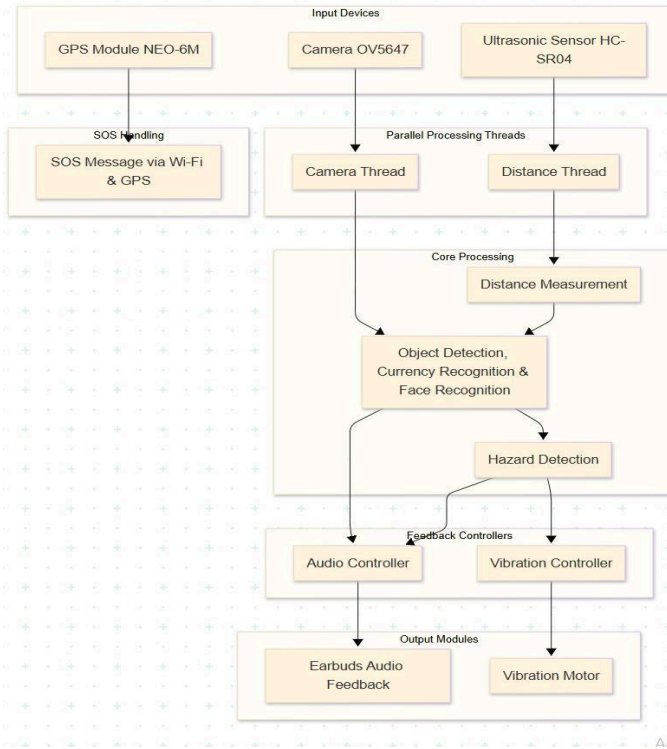 Input Devices
GPS Module NEO-6M
Camera OV5647
Ultrasonic Sensor HC-
SR04
SOS Handling
SOS Message via Wi-Fi
& GPS
Parallel Processing Threads
Camera Thread
Distance Thread
Core Processing
Distance Measurement
Object Detection,
Currency Recognition &
Face Recognition
Hazard Detection
Feedback Controllers
Audio Controller
Vibration Controller
Output Modules
Earbuds Audio
Feedback
Vibration Motor